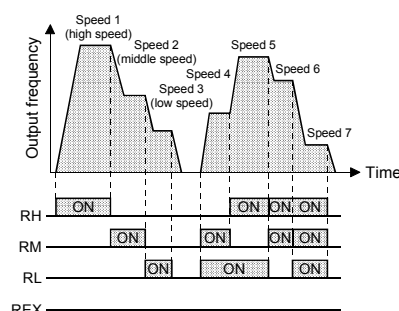 Output frequency
Speed 1
(high speed)
Speed 2
(middle speed)
Speed 3
(low speed)
Speed 4
Speed 5
Speed 6
Speed 7
Time
RH
ON
ON
ON
ON
RM
ON
ON
ON
ON
RL
ON
ON
ON
REX